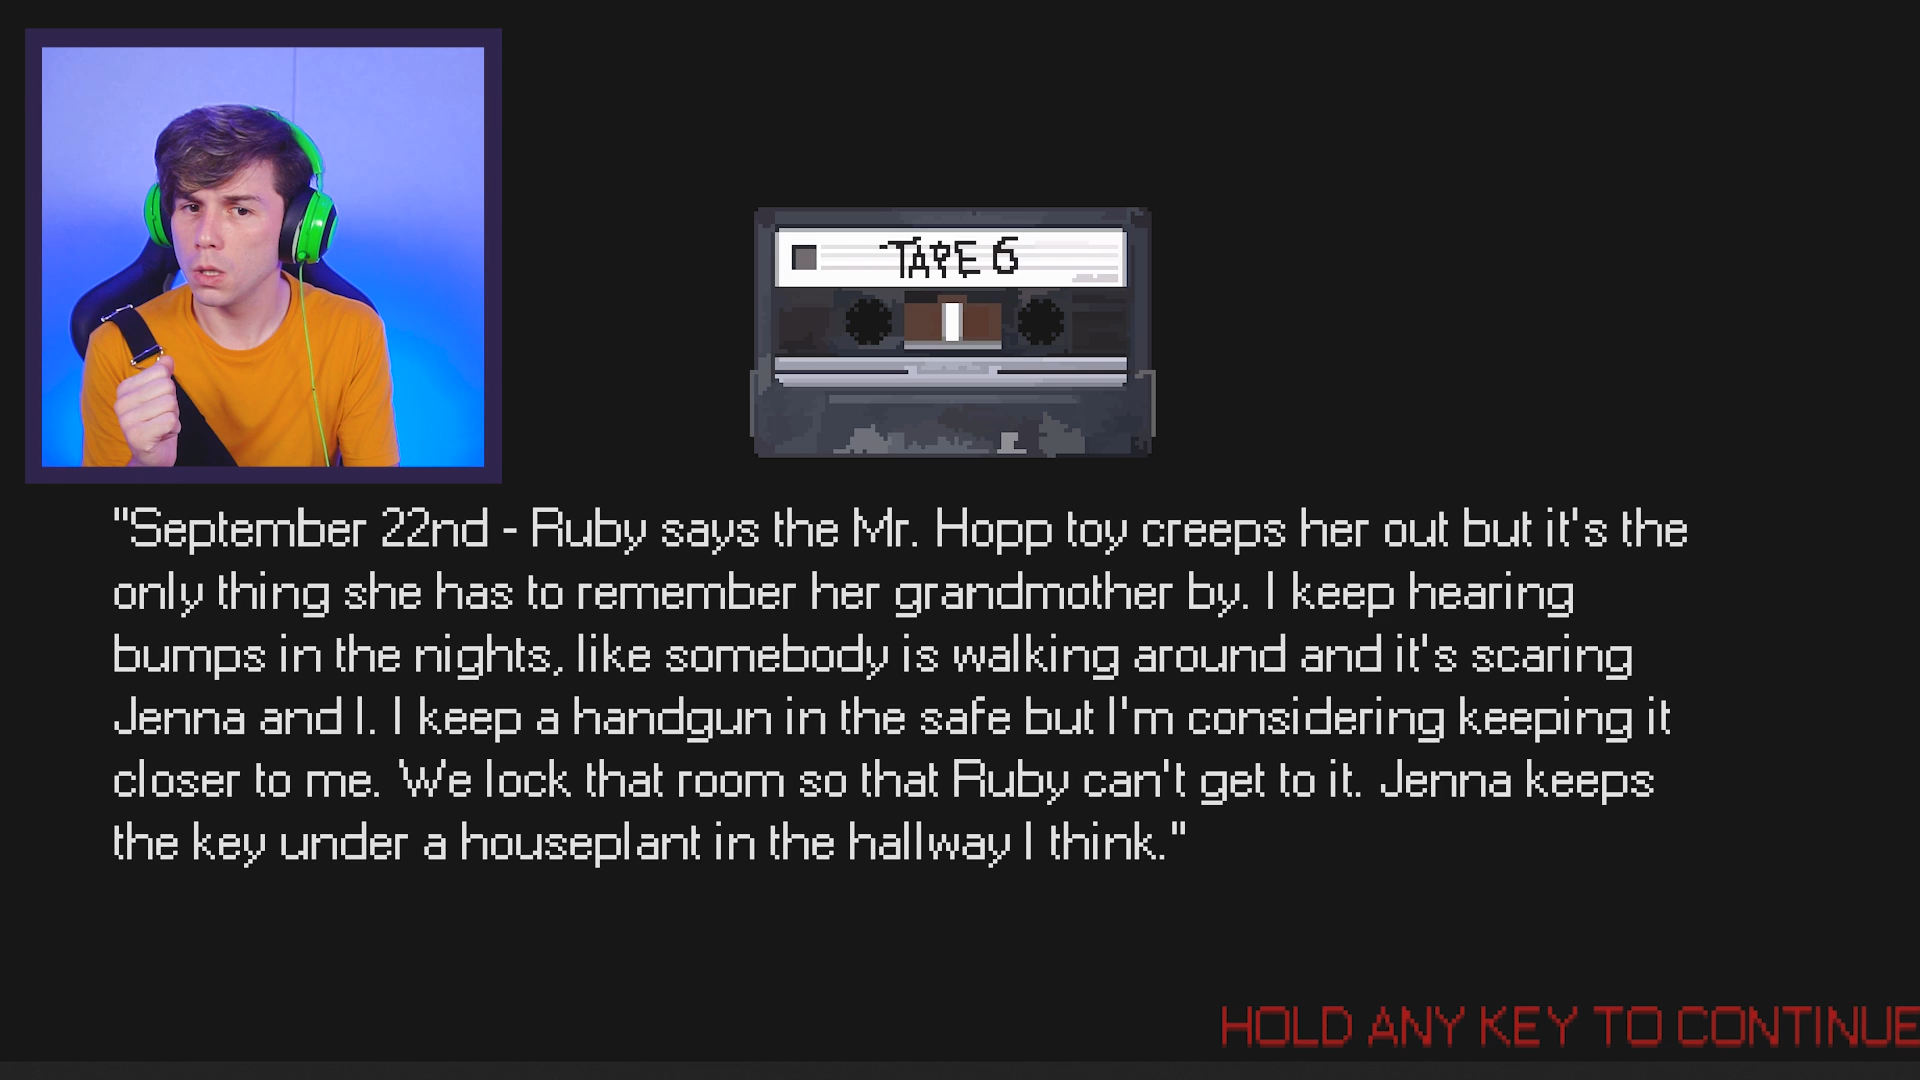 TAPE 6
"September 22nd - Ruby says the Mr. Hopp toy creeps her out but it's the
only thing she has to remember her grandmother by. I keep hearing
bumps in the nights, like somebody is walking around and it's scaring
Jenna and I. I keep a handgun in the safe but I'm considering keeping it
closer to me. We lock that room so that Ruby can't get to it. Jenna keeps
the key under a houseplant in the hallway I think."
HOLD ANY KEY TO CONTINUE